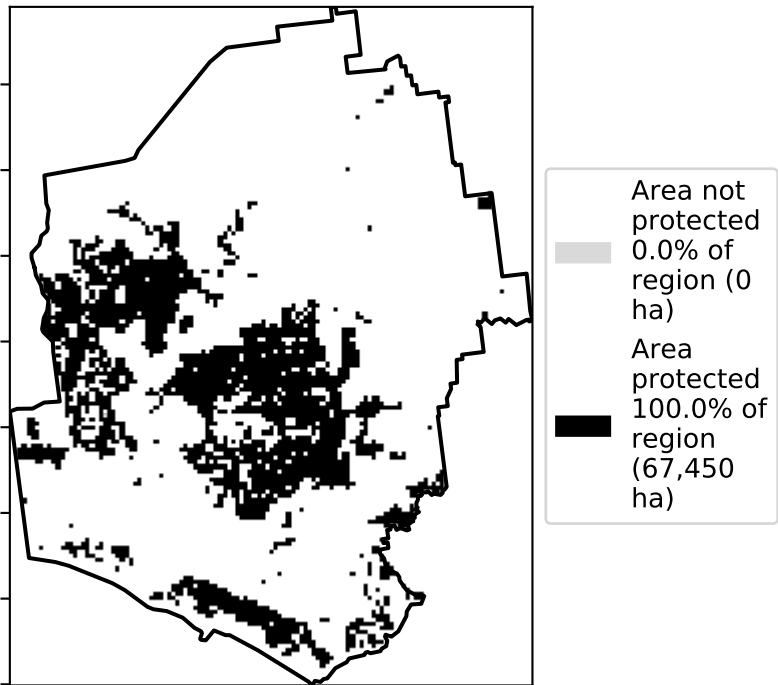 Area not
protected
0.0% of
region (0
ha)
Area
protected
100.0% of
region
(67,450
ha)